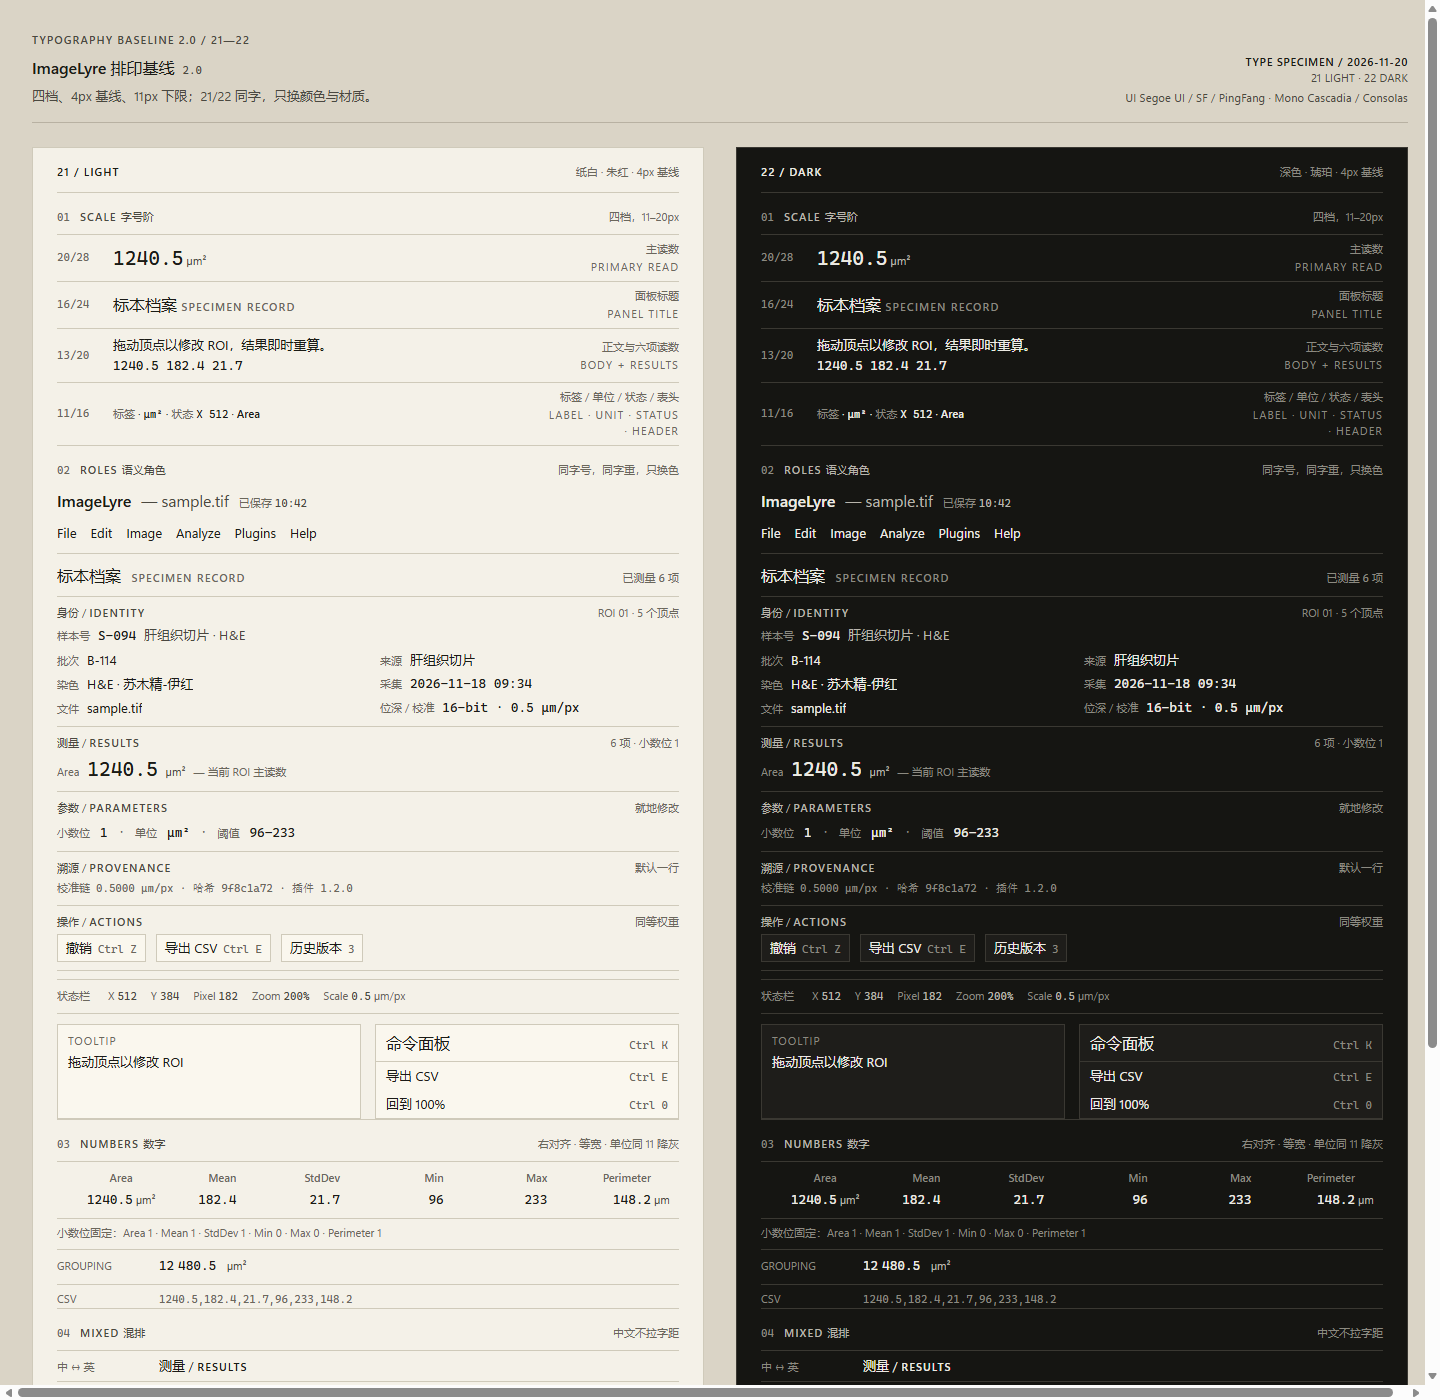 TYPOGRAPHY BASELINE 2.0 / 21—22
ImageLyre 排印基线 2.0
四档、4px 基线、11px 下限；21/22 同字，只换颜色与材质。
TYPE SPECIMEN / 2026-11-20
21 LIGHT · 22 DARK
UI Segoe UI / SF / PingFang · Mono Cascadia / Consolas
21 / LIGHT 纸白 · 朱红 · 4px 基线
01 SCALE 字号阶 四档，11–20px
20/28 1240.5 µm² 主读数
PRIMARY READ
16/24 标本档案 SPECIMEN RECORD 面板标题
PANEL TITLE
13/20 拖动顶点以修改 ROI，结果即时重算。 正文与六项读数
1240.5 182.4 21.7 BODY + RESULTS
11/16 标签 · µm² · 状态 X 512 · Area 标签 / 单位 / 状态 / 表头
LABEL · UNIT · STATUS
· HEADER
02 ROLES 语义角色 同字号，同字重，只换色
ImageLyre — sample.tif 已保存 10:42
File Edit Image Analyze Plugins Help
标本档案 SPECIMEN RECORD 已测量 6 项
身份 / IDENTITY ROI 01 · 5 个顶点
样本号 S-094 肝组织切片 · H&E
批次 B-114 来源 肝组织切片
染色 H&E · 苏木精-伊红 采集 2026-11-18 09:34
文件 sample.tif 位深 / 校准 16-bit · 0.5 µm/px
测量 / RESULTS 6 项 · 小数位 1
Area 1240.5 µm² — 当前 ROI 主读数
参数 / PARAMETERS 就地修改
小数位 1 · 单位 µm² · 阈值 96–233
溯源 / PROVENANCE 默认一行
校准链 0.5000 µm/px · 哈希 9f8c1a72 · 插件 1.2.0
操作 / ACTIONS 同等权重
撤销 Ctrl Z 导出 CSV Ctrl E 历史版本 3
状态栏 X 512 Y 384 Pixel 182 Zoom 200% Scale 0.5 µm/px
TOOLTIP
拖动顶点以修改 ROI
命令面板 Ctrl K
导出 CSV Ctrl E
回到 100% Ctrl 0
03 NUMBERS 数字 右对齐 · 等宽 · 单位同 11 降灰
Area Mean StdDev Min Max Perimeter
1240.5 µm² 182.4 21.7 96 233 148.2 µm
小数位固定：Area 1 · Mean 1 · StdDev 1 · Min 0 · Max 0 · Perimeter 1
GROUPING 12 480.5 µm²
CSV 1240.5,182.4,21.7,96,233,148.2
04 MIXED 混排 中文不拉字距
中 ↔ 英 测量 / RESULTS
22 / DARK 深色 · 琥珀 · 4px 基线
01 SCALE 字号阶 四档，11–20px
20/28 1240.5 µm² 主读数
PRIMARY READ
16/24 标本档案 SPECIMEN RECORD 面板标题
PANEL TITLE
13/20 拖动顶点以修改 ROI，结果即时重算。 正文与六项读数
1240.5 182.4 21.7 BODY + RESULTS
11/16 标签 · µm² · 状态 X 512 · Area 标签 / 单位 / 状态 / 表头
LABEL · UNIT · STATUS
· HEADER
02 ROLES 语义角色 同字号，同字重，只换色
ImageLyre — sample.tif 已保存 10:42
File Edit Image Analyze Plugins Help
标本档案 SPECIMEN RECORD 已测量 6 项
身份 / IDENTITY ROI 01 · 5 个顶点
样本号 S-094 肝组织切片 · H&E
批次 B-114 来源 肝组织切片
染色 H&E · 苏木精-伊红 采集 2026-11-18 09:34
文件 sample.tif 位深 / 校准 16-bit · 0.5 µm/px
测量 / RESULTS 6 项 · 小数位 1
Area 1240.5 µm² — 当前 ROI 主读数
参数 / PARAMETERS 就地修改
小数位 1 · 单位 µm² · 阈值 96–233
溯源 / PROVENANCE 默认一行
校准链 0.5000 µm/px · 哈希 9f8c1a72 · 插件 1.2.0
操作 / ACTIONS 同等权重
撤销 Ctrl Z 导出 CSV Ctrl E 历史版本 3
状态栏 X 512 Y 384 Pixel 182 Zoom 200% Scale 0.5 µm/px
TOOLTIP
拖动顶点以修改 ROI
命令面板 Ctrl K
导出 CSV Ctrl E
回到 100% Ctrl 0
03 NUMBERS 数字 右对齐 · 等宽 · 单位同 11 降灰
Area Mean StdDev Min Max Perimeter
1240.5 µm² 182.4 21.7 96 233 148.2 µm
小数位固定：Area 1 · Mean 1 · StdDev 1 · Min 0 · Max 0 · Perimeter 1
GROUPING 12 480.5 µm²
CSV 1240.5,182.4,21.7,96,233,148.2
04 MIXED 混排 中文不拉字距
中 ↔ 英 测量 / RESULTS